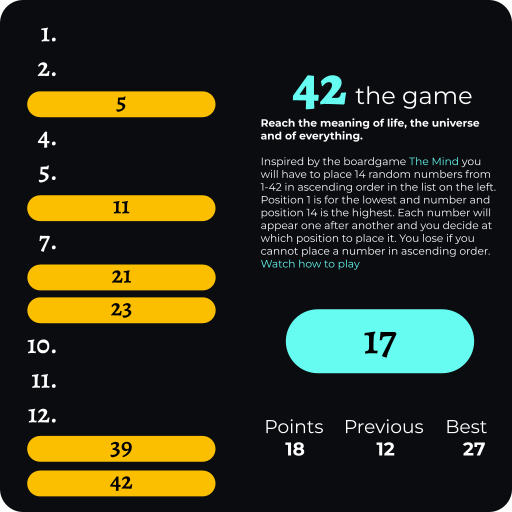 1.
2.
5
4.
5.
11
7.
21
23
10.
11.
12.
39
42
42 the game
Reach the meaning of life, the universe
and of everything.
Inspired by the boardgame The Mind you
will have to place 14 random numbers from
1-42 in ascending order in the list on the left.
Position 1 is for the lowest and number and
position 14 is the highest. Each number will
appear one after another and you decide at
which position to place it. You lose if you
cannot place a number in ascending order.
Watch how to play
17
Points Previous Best
18 12 27